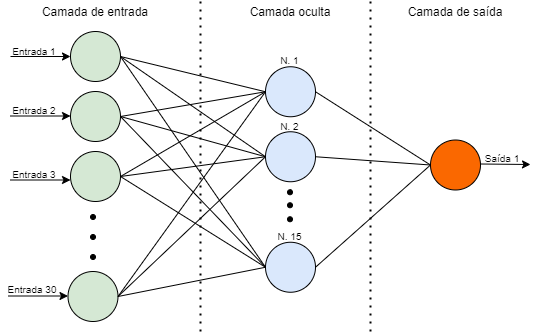 Camada de entrada
Camada oculta
Camada de saída
Entrada 1
Entrada 2
Entrada 3
Entrada 30
N. 1
N. 2
N. 15
Saída 1